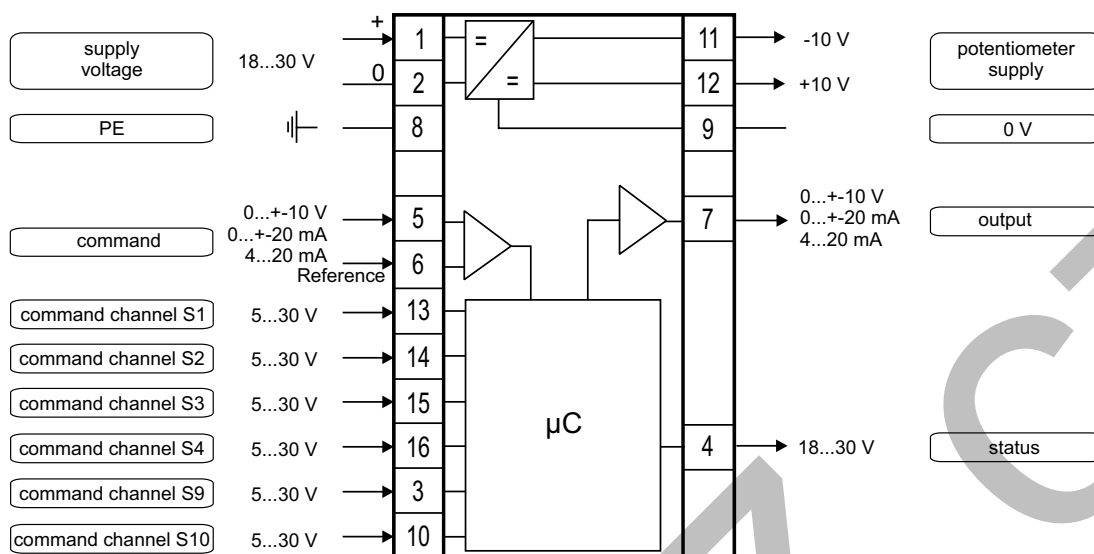 supply
voltage
18...30 V
+
0
1
2
=
=
11
12
-10 V
+10 V
potentiometer
supply
PE
8
9
0 V
command
0...+-10 V
0...+-20 mA
4...20 mA
Reference
5
6
7
0...+-10 V
0...+-20 mA
4...20 mA
output
command channel S1
5...30 V
13
command channel S2
5...30 V
14
command channel S3
5...30 V
15
command channel S4
5...30 V
16
command channel S9
5...30 V
3
command channel S10
5...30 V
10
µC
4
18...30 V
status